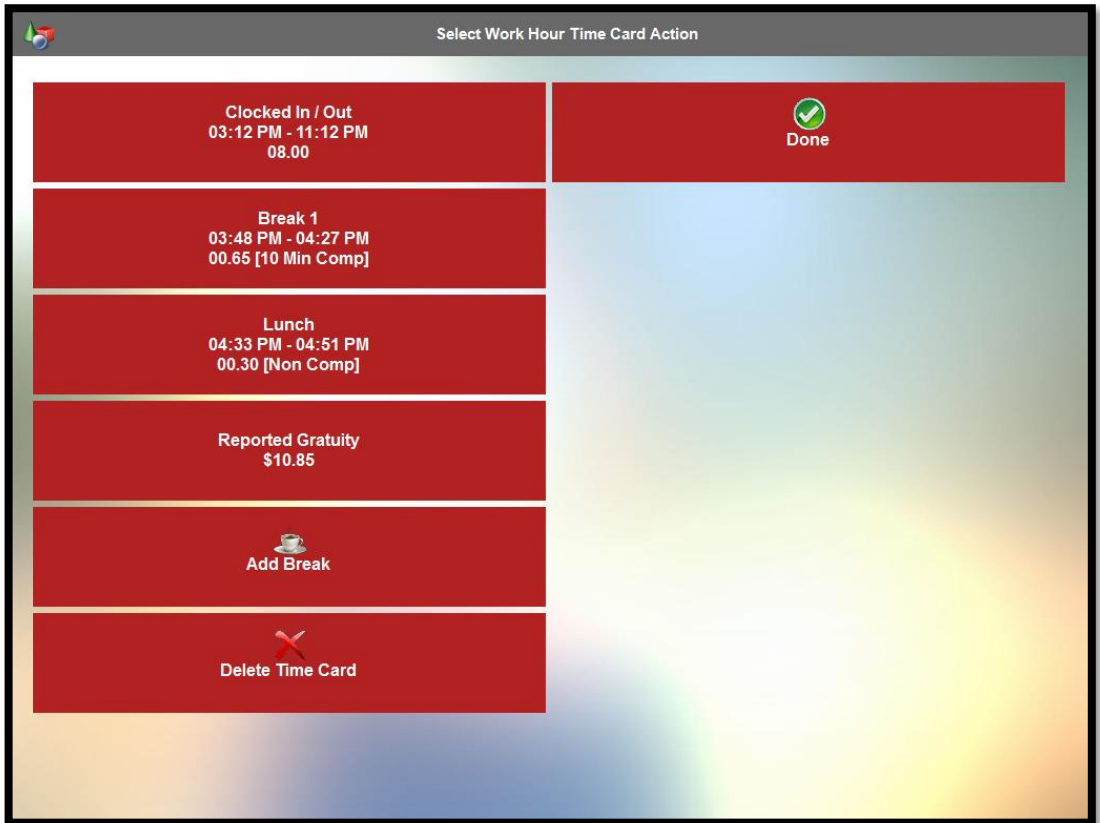 Select Work Hour Time Card Action
Clocked In / Out
03:12 PM - 11:12 PM
08.00
Done
Break 1
03:48 PM - 04:27 PM
00.65 [10 Min Comp]
Lunch
04:33 PM - 04:51 PM
00.30 [Non Comp]
Reported Gratuity
$10.85
Add Break
Delete Time Card